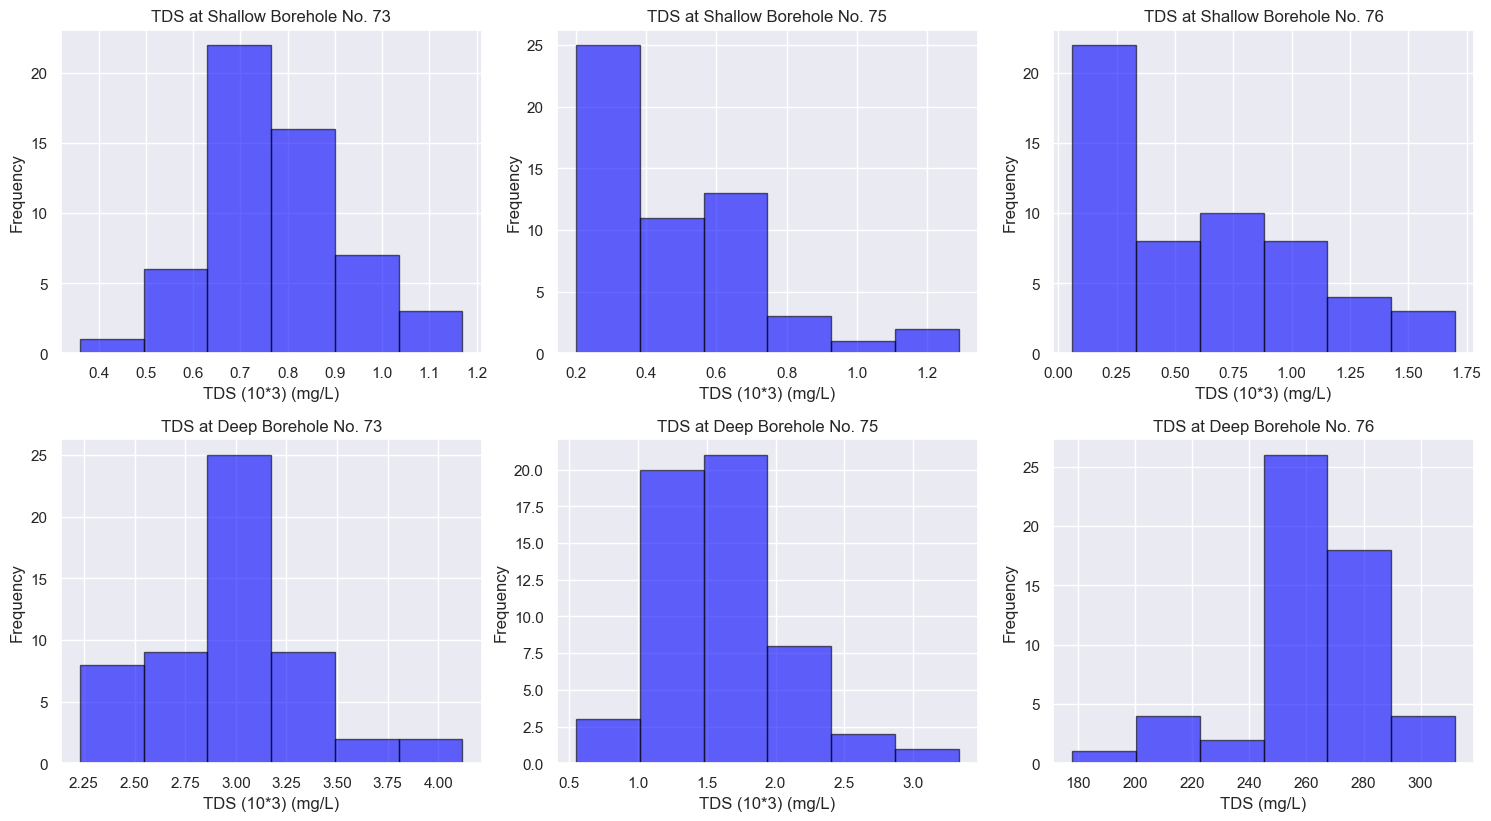 TDS at Shallow Borehole No. 73
20
15
10
5
0
Frequency
0.4 0.5 0.6 0.7 0.8 0.9 1.0 1.1 1.2
TDS (10*3) (mg/L)
TDS at Shallow Borehole No. 75
25
20
15
10
5
0
Frequency
0.2 0.4 0.6 0.8 1.0 1.2
TDS (10*3) (mg/L)
TDS at Shallow Borehole No. 76
20
15
10
5
0
Frequency
0.00 0.25 0.50 0.75 1.00 1.25 1.50 1.75
TDS (10*3) (mg/L)
TDS at Deep Borehole No. 73
25
20
15
10
5
0
Frequency
2.25 2.50 2.75 3.00 3.25 3.50 3.75 4.00
TDS (10*3) (mg/L)
TDS at Deep Borehole No. 75
20.0
17.5
15.0
12.5
10.0
7.5
5.0
2.5
0.0
Frequency
0.5 1.0 1.5 2.0 2.5 3.0
TDS (10*3) (mg/L)
TDS at Deep Borehole No. 76
25
20
15
10
5
0
Frequency
180 200 220 240 260 280 300
TDS (mg/L)